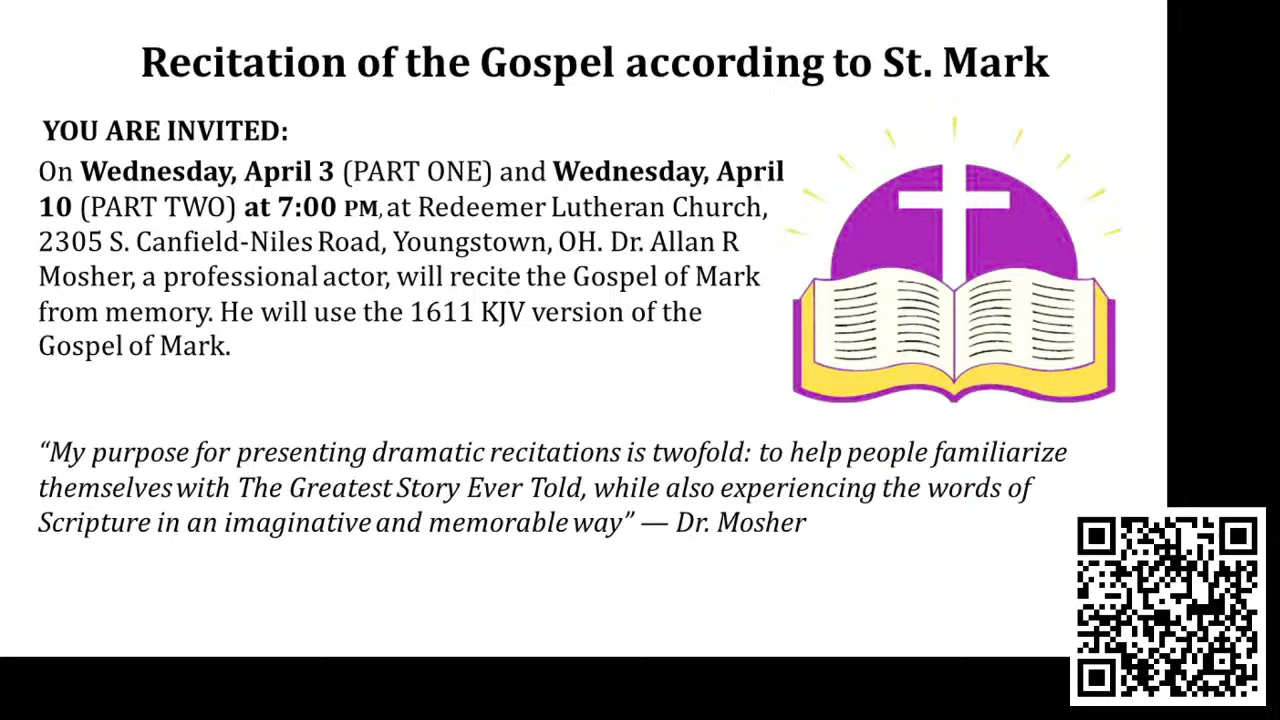 Recitation of the Gospel according to St. Mark
YOU ARE INVITED:
On Wednesday, April 3 (PART ONE) and Wednesday, April
10 (PART TWO) at 7:00 PM, at Redeemer Lutheran Church,
2305 S. Canfield-Niles Road, Youngstown, OH. Dr. Allan R
Mosher, a professional actor, will recite the Gospel of Mark
from memory. He will use the 1611 KJV version of the
Gospel of Mark.
“My purpose for presenting dramatic recitations is twofold: to help people familiarize
themselves with The Greatest Story Ever Told, while also experiencing the words of
Scripture in an imaginative and memorable way” — Dr. Mosher